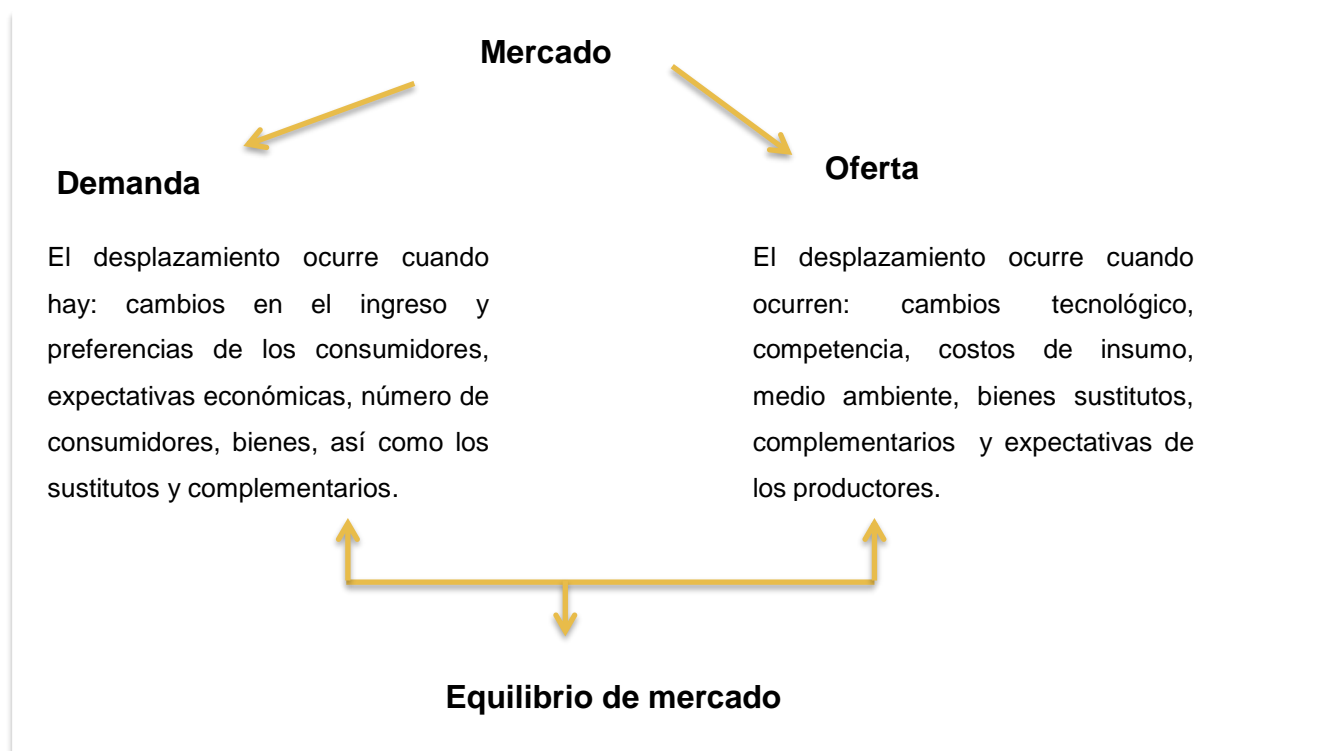 Mercado
Demanda
El desplazamiento ocurre cuando
hay: cambios en el ingreso y
preferencias de los consumidores,
expectativas económicas, número de
consumidores, bienes, así como los
sustitutos y complementarios.
Oferta
El desplazamiento ocurre cuando
ocurren: cambios tecnológico,
competencia, costos de insumo,
medio ambiente, bienes sustitutos,
complementarios y expectativas de
los productores.
Equilibrio de mercado